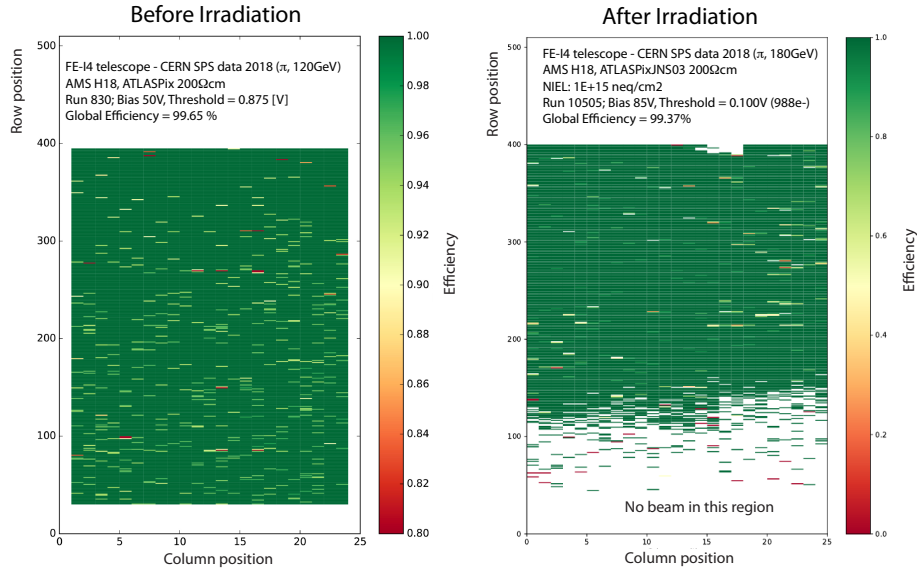 Before Irradiation
After Irradiation
FE-I4 telescope - CERN SPS data 2018 (π, 120GeV)
AMS H18, ATLASPix 200Ωcm
Run 830; Bias 50V, Threshold = 0.875 [V]
Global Efficiency = 99.65 %
Row position
500
400
300
200
100
0
0
5
10
15
20
25
Column position
1.00
0.98
0.96
0.94
0.92
0.90
0.88
0.86
0.84
0.82
0.80
Efficiency
FE-I4 telescope - CERN SPS data 2018 (π, 180GeV)
AMS H18, ATLASPixJNS03 200Ωcm
NIEL: 1E+15 neq/cm2
Run 10505; Bias 85V, Threshold = 0.100V (988e-)
Global Efficiency = 99.37%
Row position
500
400
300
200
100
0
No beam in this region
0
5
10
15
20
25
Column position
1.0
0.8
0.6
0.4
0.2
0.0
Efficiency